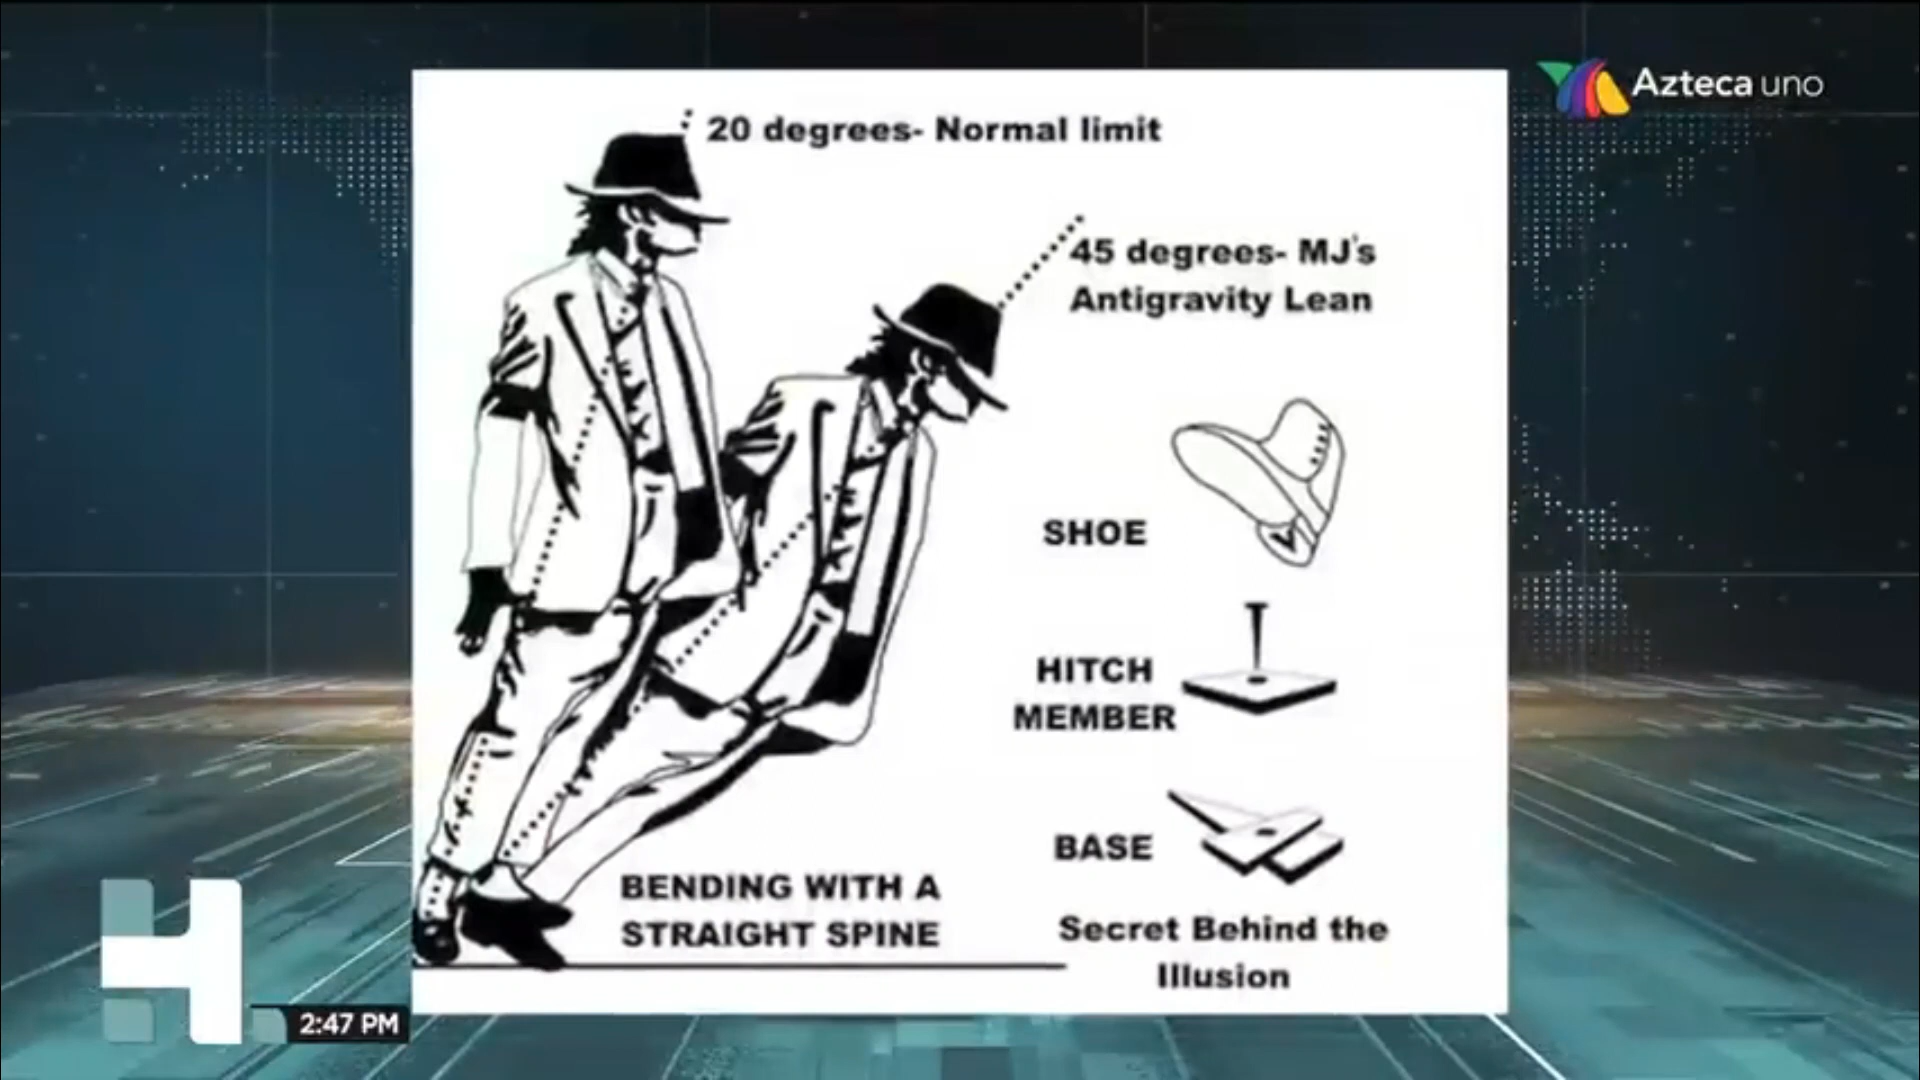 Azteca uno
20 degrees- Normal limit
45 degrees- MJ's
Antigravity Lean
SHOE
HITCH
MEMBER
BASE
BENDING WITH A
STRAIGHT SPINE
Secret Behind the
Illusion
H
2:47 PM